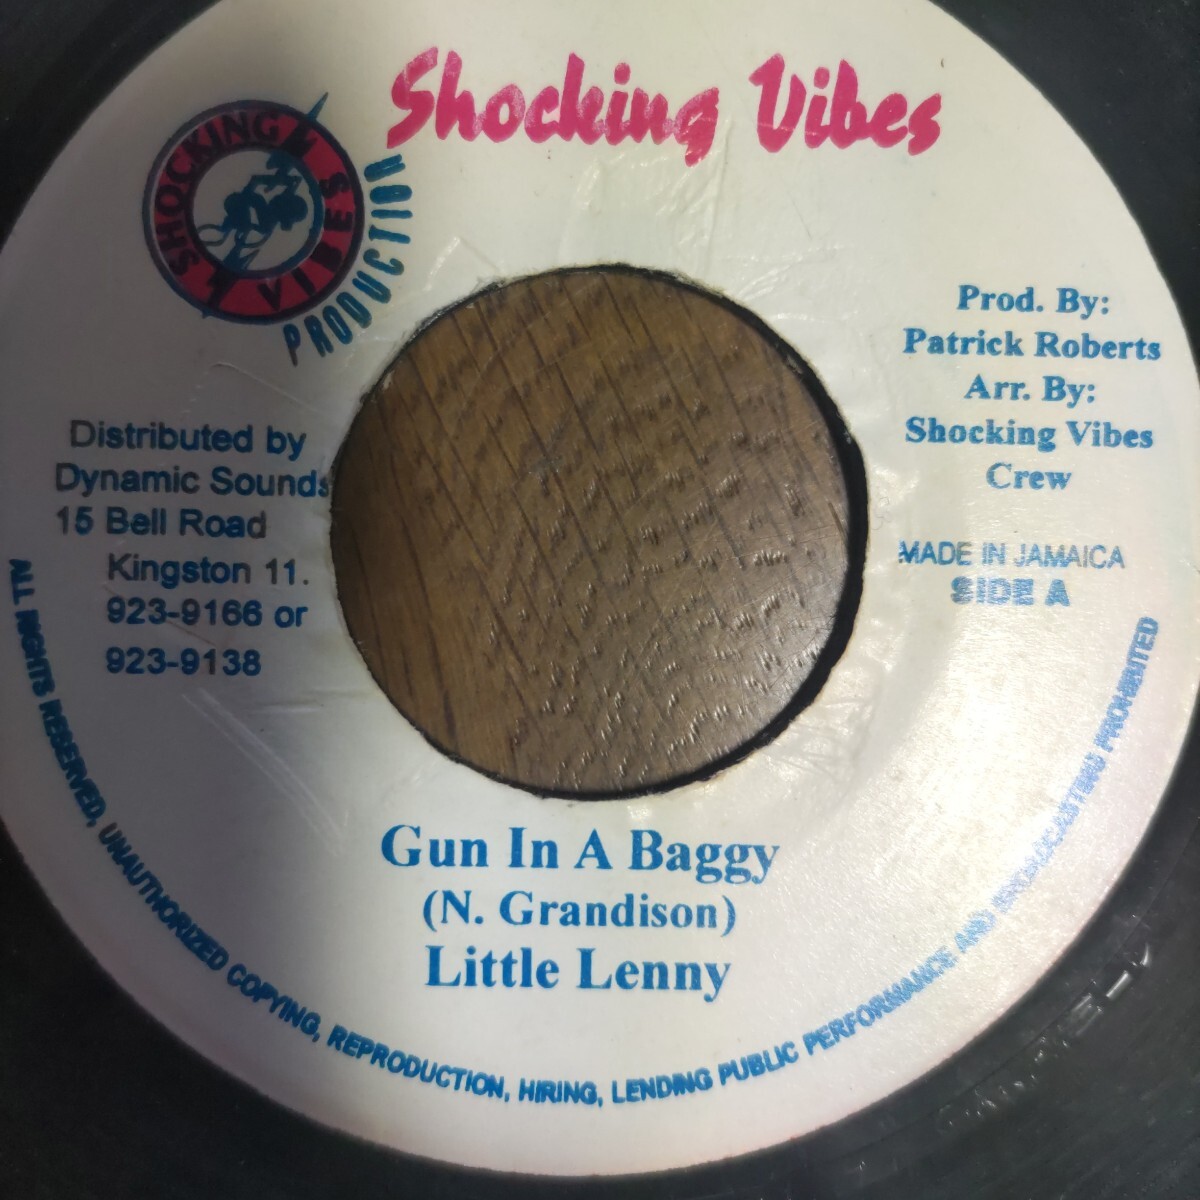 Shocking Vibes
SHOCKING VIBES
PRODUCTION
Prod. By:
Patrick Roberts
Arr. By:
Shocking Vibes
Crew
Distributed by
Dynamic Sounds
15 Bell Road
Kingston 11.
923-9166 or
923-9138
MADE IN JAMAICA
SIDE A
Gun In A Baggy
(N. Grandison)
Little Lenny
ALL RIGHTS RESERVED, UNAUTHORIZED COPYING, REPRODUCTION, HIRING, LENDING PUBLIC PERFORMANCE AND BROADCASTING PROHIBITED